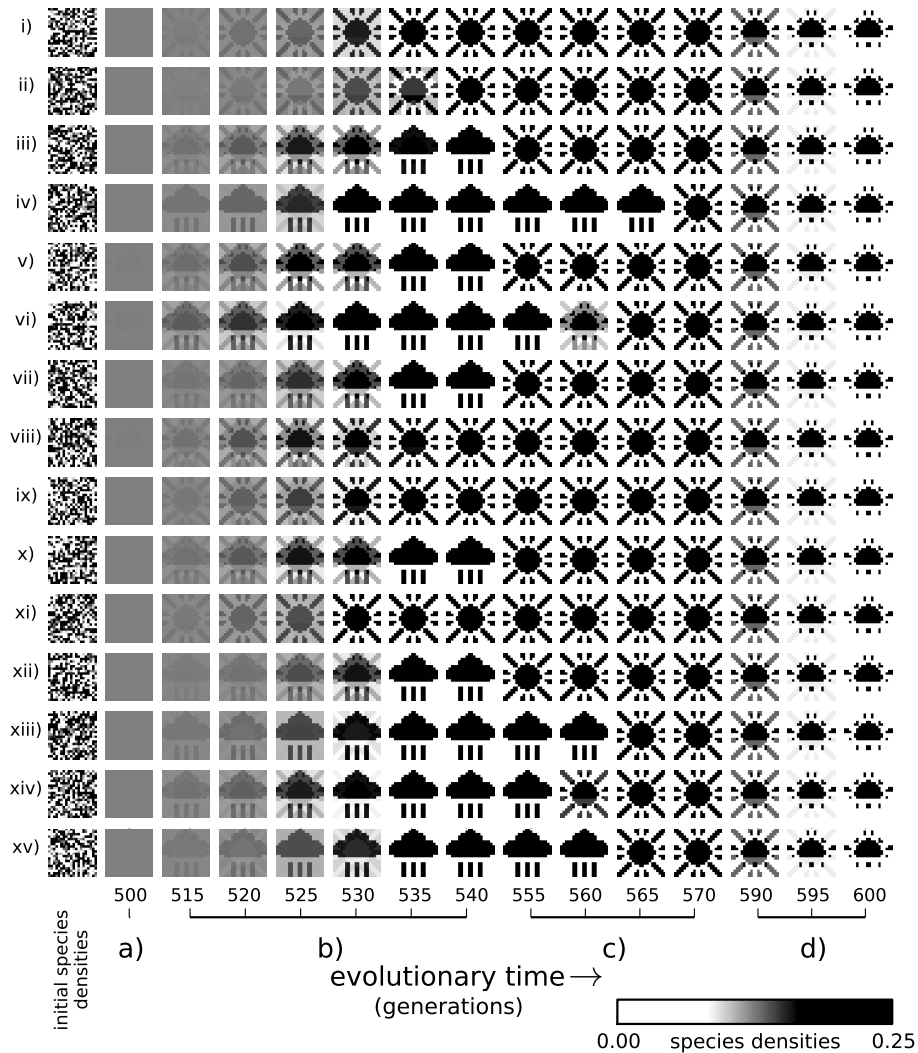 i)
ii)
iii)
iv)
v)
vi)
vii)
viii)
ix)
x)
xi)
xii)
xiii)
xiv)
xv)
500 515 520 525 530 535 540 555 560 565 570 590 595 600
initial species
densities
a) b) c) d)
evolutionary time→
(generations)
0.00 species densities 0.25